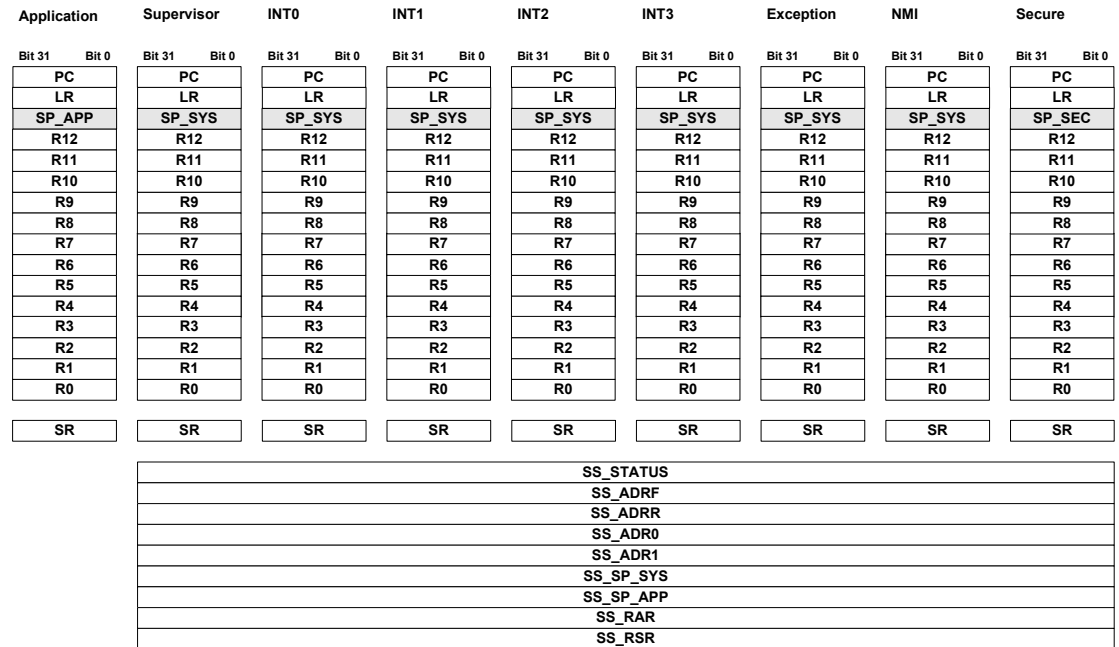 Application Supervisor INT0 INT1 INT2 INT3 Exception NMI Secure
Bit 31 Bit 0 Bit 31 Bit 0 Bit 31 Bit 0 Bit 31 Bit 0 Bit 31 Bit 0 Bit 31 Bit 0 Bit 31 Bit 0 Bit 31 Bit 0 Bit 31 Bit 0
PC PC PC PC PC PC PC PC PC
LR LR LR LR LR LR LR LR LR
SP_APP SP_SYS SP_SYS SP_SYS SP_SYS SP_SYS SP_SYS SP_SYS SP_SEC
R12 R12 R12 R12 R12 R12 R12 R12 R12
R11 R11 R11 R11 R11 R11 R11 R11 R11
R10 R10 R10 R10 R10 R10 R10 R10 R10
R9 R9 R9 R9 R9 R9 R9 R9 R9
R8 R8 R8 R8 R8 R8 R8 R8 R8
R7 R7 R7 R7 R7 R7 R7 R7 R7
R6 R6 R6 R6 R6 R6 R6 R6 R6
R5 R5 R5 R5 R5 R5 R5 R5 R5
R4 R4 R4 R4 R4 R4 R4 R4 R4
R3 R3 R3 R3 R3 R3 R3 R3 R3
R2 R2 R2 R2 R2 R2 R2 R2 R2
R1 R1 R1 R1 R1 R1 R1 R1 R1
R0 R0 R0 R0 R0 R0 R0 R0 R0
SR SR SR SR SR SR SR SR SR
SS_STATUS
SS_ADRF
SS_ADRR
SS_ADR0
SS_ADR1
SS_SP_SYS
SS_SP_APP
SS_RAR
SS_RSR